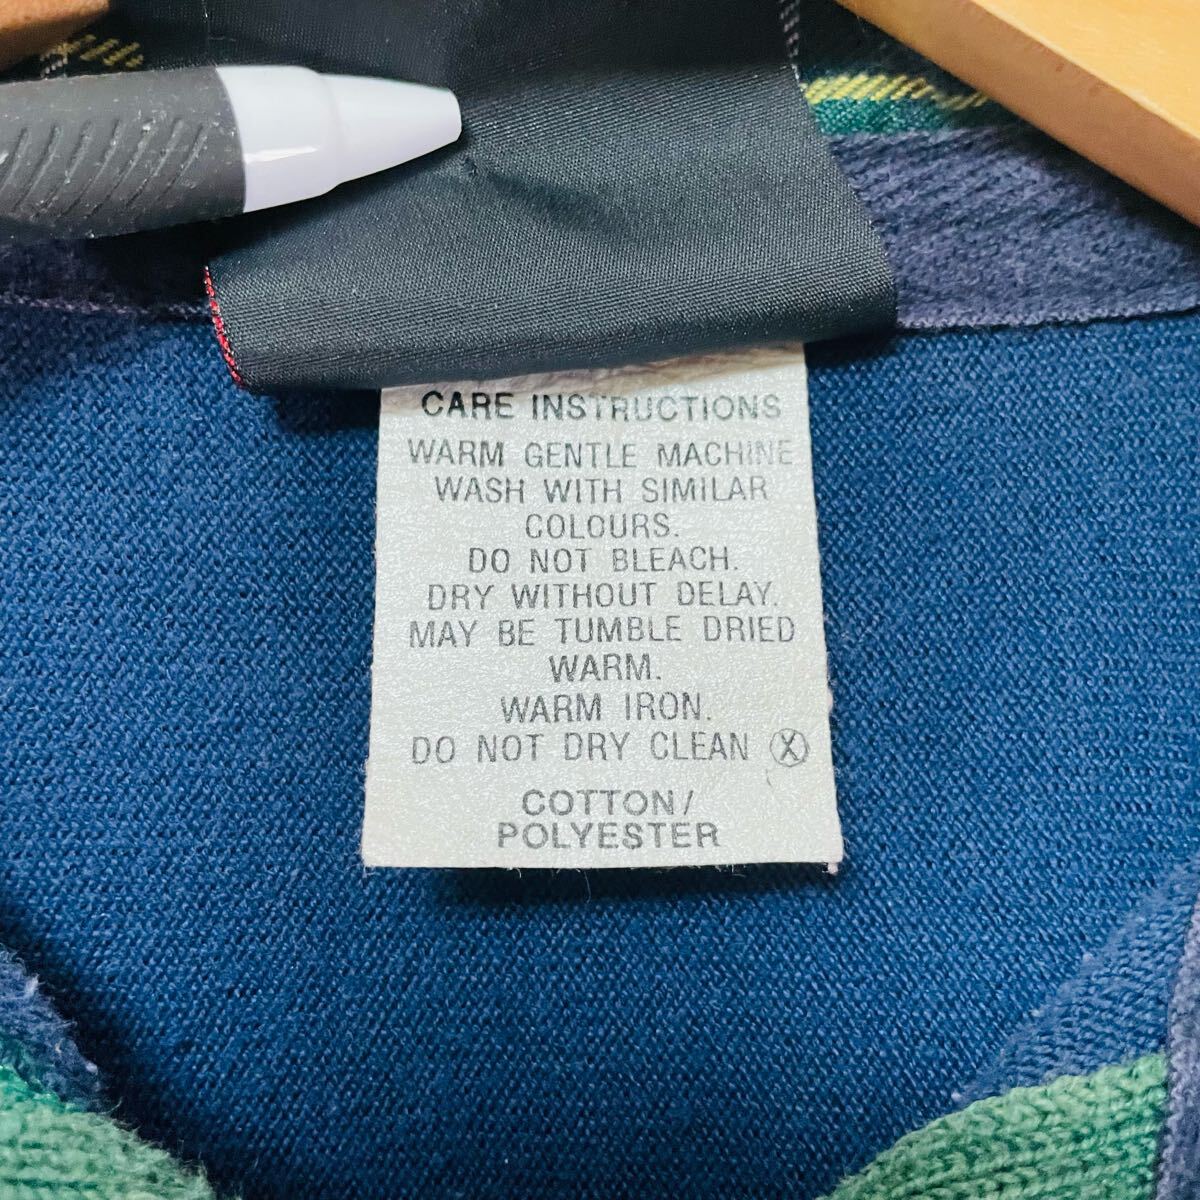 CARE INSTRUCTIONS
WARM GENTLE MACHINE
WASH WITH SIMILAR
COLOURS.
DO NOT BLEACH.
DRY WITHOUT DELAY.
MAY BE TUMBLE DRIED
WARM.
WARM IRON.
DO NOT DRY CLEAN Ⓧ
COTTON/
POLYESTER